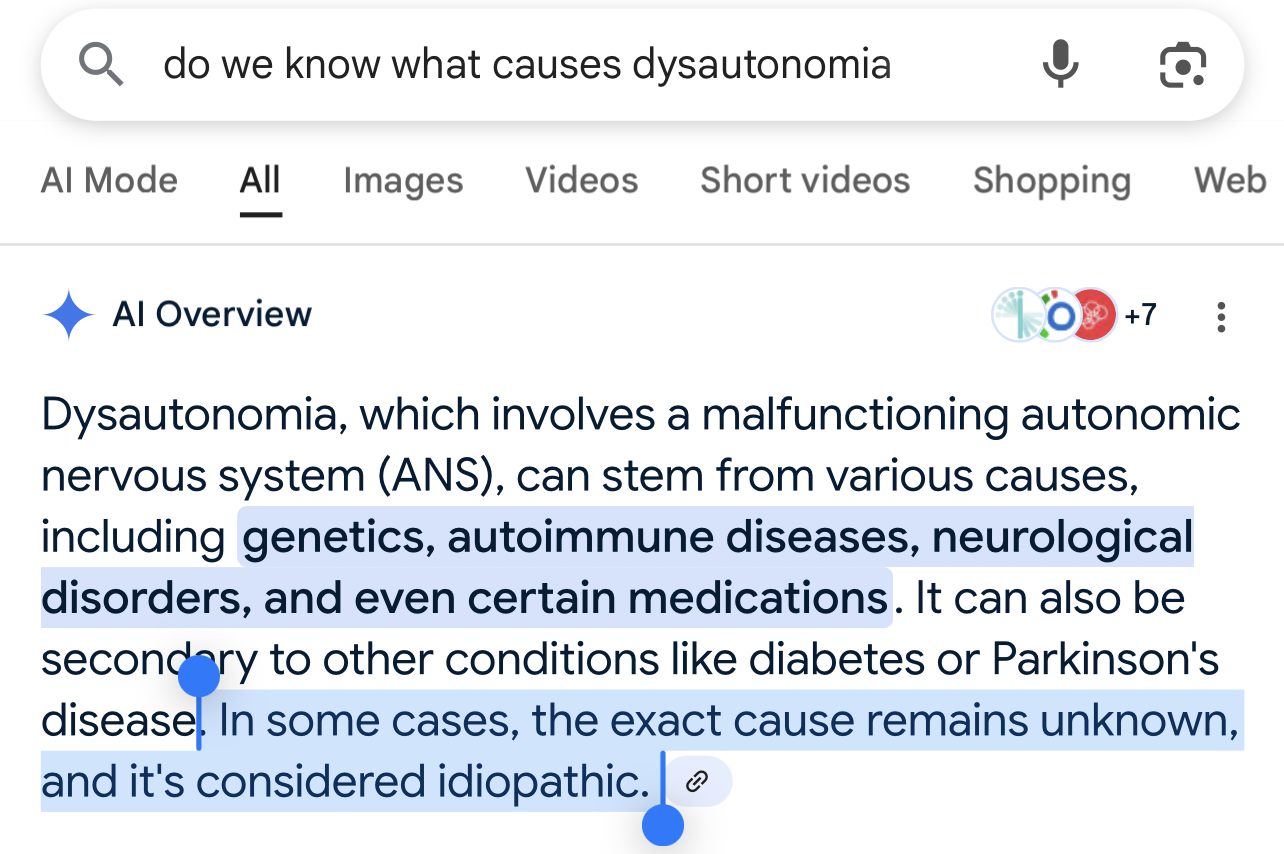 do we know what causes dysautonomia
AI Mode All Images Videos Short videos Shopping Web
AI Overview +7
Dysautonomia, which involves a malfunctioning autonomic
nervous system (ANS), can stem from various causes,
including genetics, autoimmune diseases, neurological
disorders, and even certain medications. It can also be
secondary to other conditions like diabetes or Parkinson's
disease. In some cases, the exact cause remains unknown,
and it's considered idiopathic.